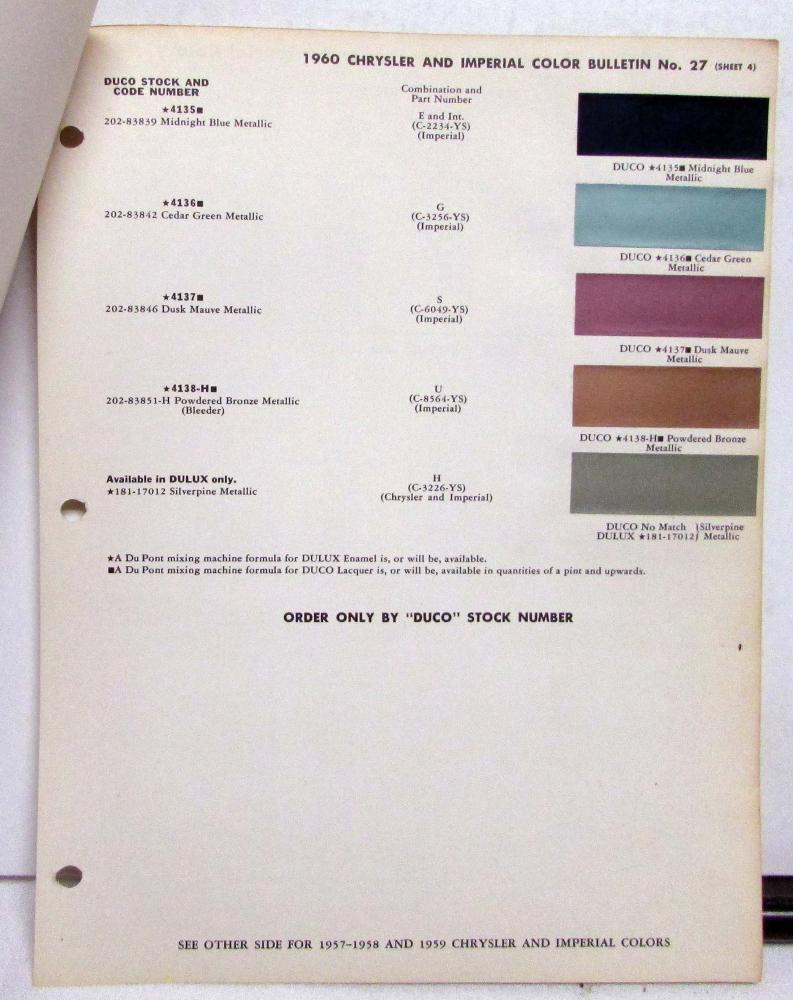 1960 CHRYSLER AND IMPERIAL COLOR BULLETIN No. 27 (SHEET 4)
DUCO STOCK AND
CODE NUMBER
Combination and
Part Number
★4135■
202-83839 Midnight Blue Metallic
E and Int.
(C-2234-YS)
(Imperial)
DUCO ★4135■ Midnight Blue
Metallic
★4136■
202-83842 Cedar Green Metallic
G
(C-3256-YS)
(Imperial)
DUCO ★4136■ Cedar Green
Metallic
★4137■
202-83846 Dusk Mauve Metallic
S
(C-6049-YS)
(Imperial)
DUCO ★4137■ Dusk Mauve
Metallic
★4138-H■
202-83851-H Powdered Bronze Metallic
(Bleeder)
U
(C-8564-YS)
(Imperial)
DUCO ★4138-H■ Powdered Bronze
Metallic
Available in DULUX only.
★181-17012 Silverpine Metallic
H
(C-3226-YS)
(Chrysler and Imperial)
DUCO No Match } Silverpine
DULUX ★181-17012 } Metallic
★A Du Pont mixing machine formula for DULUX Enamel is, or will be, available.
■A Du Pont mixing machine formula for DUCO Lacquer is, or will be, available in quantities of a pint and upwards.
ORDER ONLY BY "DUCO" STOCK NUMBER
SEE OTHER SIDE FOR 1957-1958 AND 1959 CHRYSLER AND IMPERIAL COLORS